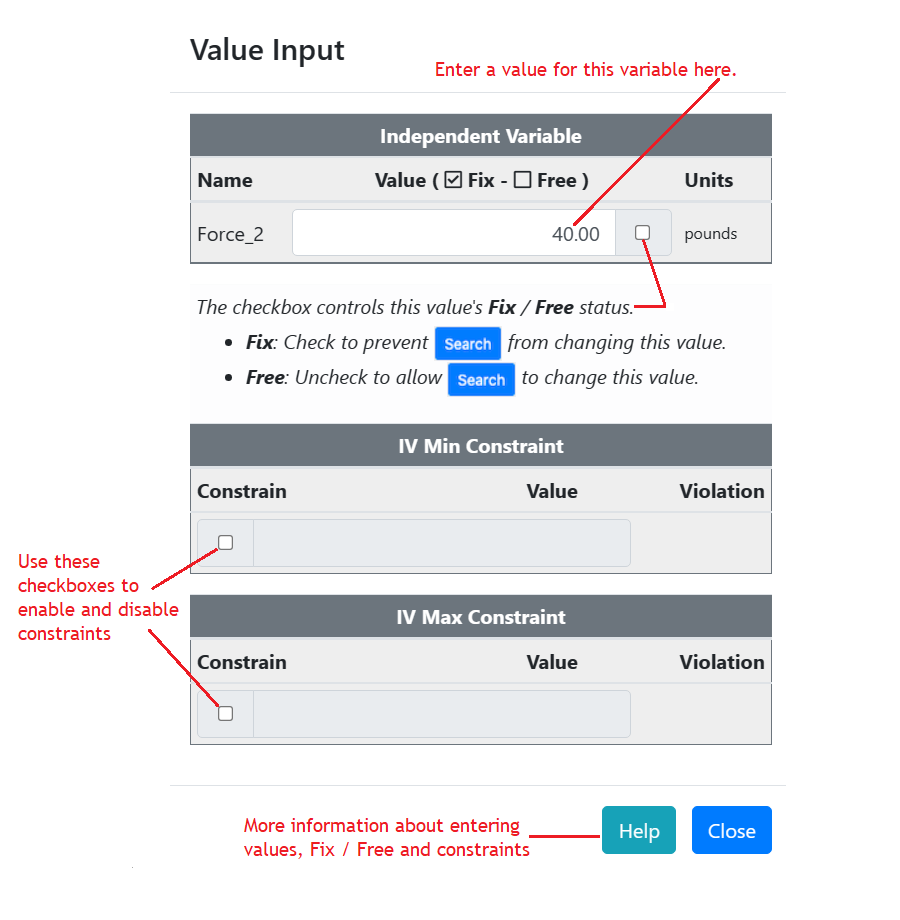 Value Input
Enter a value for this variable here.
Independent Variable
Name Value ( ☑ Fix - ☐ Free ) Units
Force_2 40.00 ☐ pounds
The checkbox controls this value's Fix / Free status.
• Fix: Check to prevent Search from changing this value.
• Free: Uncheck to allow Search to change this value.
IV Min Constraint
Constrain Value Violation
Use these
checkboxes to
enable and disable
constraints
IV Max Constraint
Constrain Value Violation
More information about entering
values, Fix / Free and constraints
Help Close